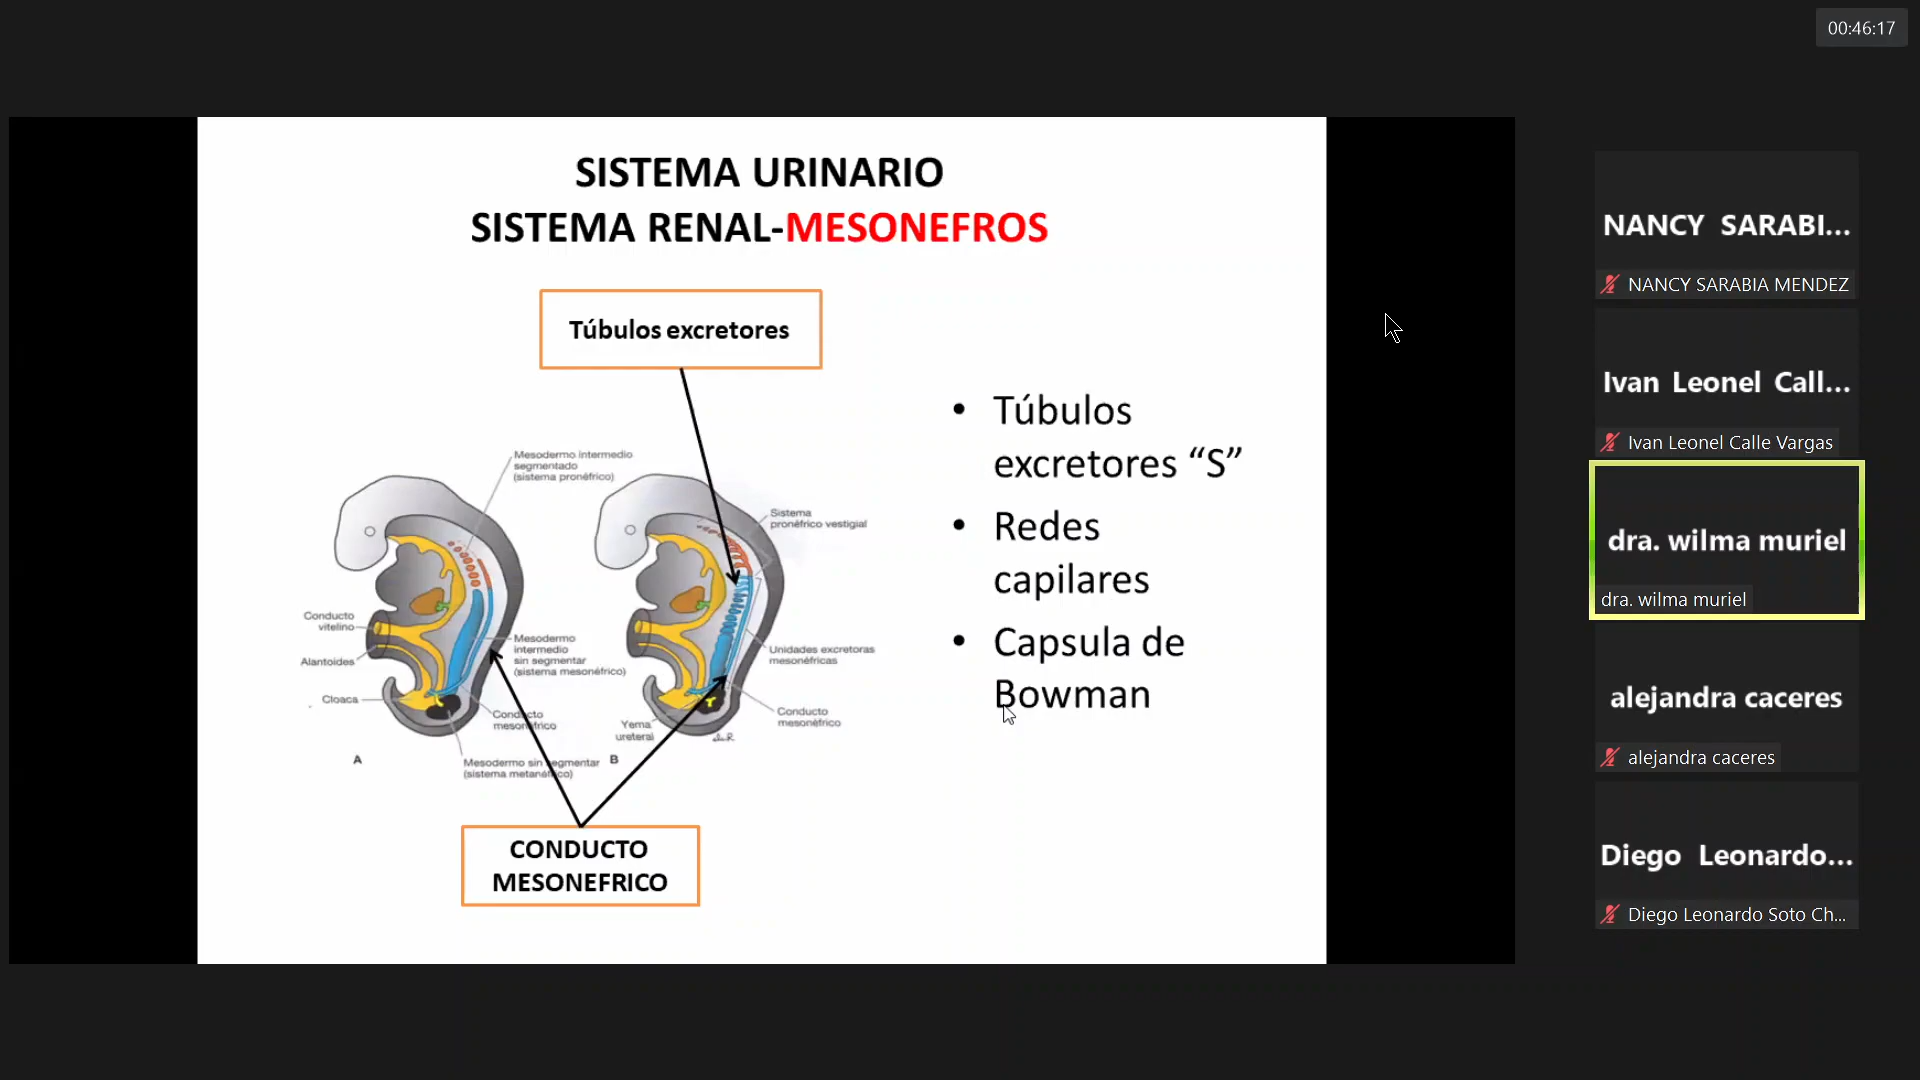 00:46:17
SISTEMA URINARIO
SISTEMA RENAL-MESONEFROS
Túbulos excretores
• Túbulos
excretores “S”
• Redes
capilares
• Capsula de
Bowman
Mesodermo intermedio
segmentado
(sistema pronéfrico)
Conducto
vitelino
Alantoides
Cloaca
Mesodermo
intermedio
sin segmentar
(sistema mesonéfrico)
Conducto
mesonéfrico
Mesodermo sin segmentar
(sistema metanéfrico)
A
Sistema
pronéfrico vestigial
Unidades excretoras
mesonéfricas
Conducto
mesonéfrico
Yema
ureteral
B
CONDUCTO
MESONEFRICO
NANCY SARABI...
NANCY SARABIA MENDEZ
Ivan Leonel Call...
Ivan Leonel Calle Vargas
dra. wilma muriel
dra. wilma muriel
alejandra caceres
alejandra caceres
Diego Leonardo...
Diego Leonardo Soto Ch...